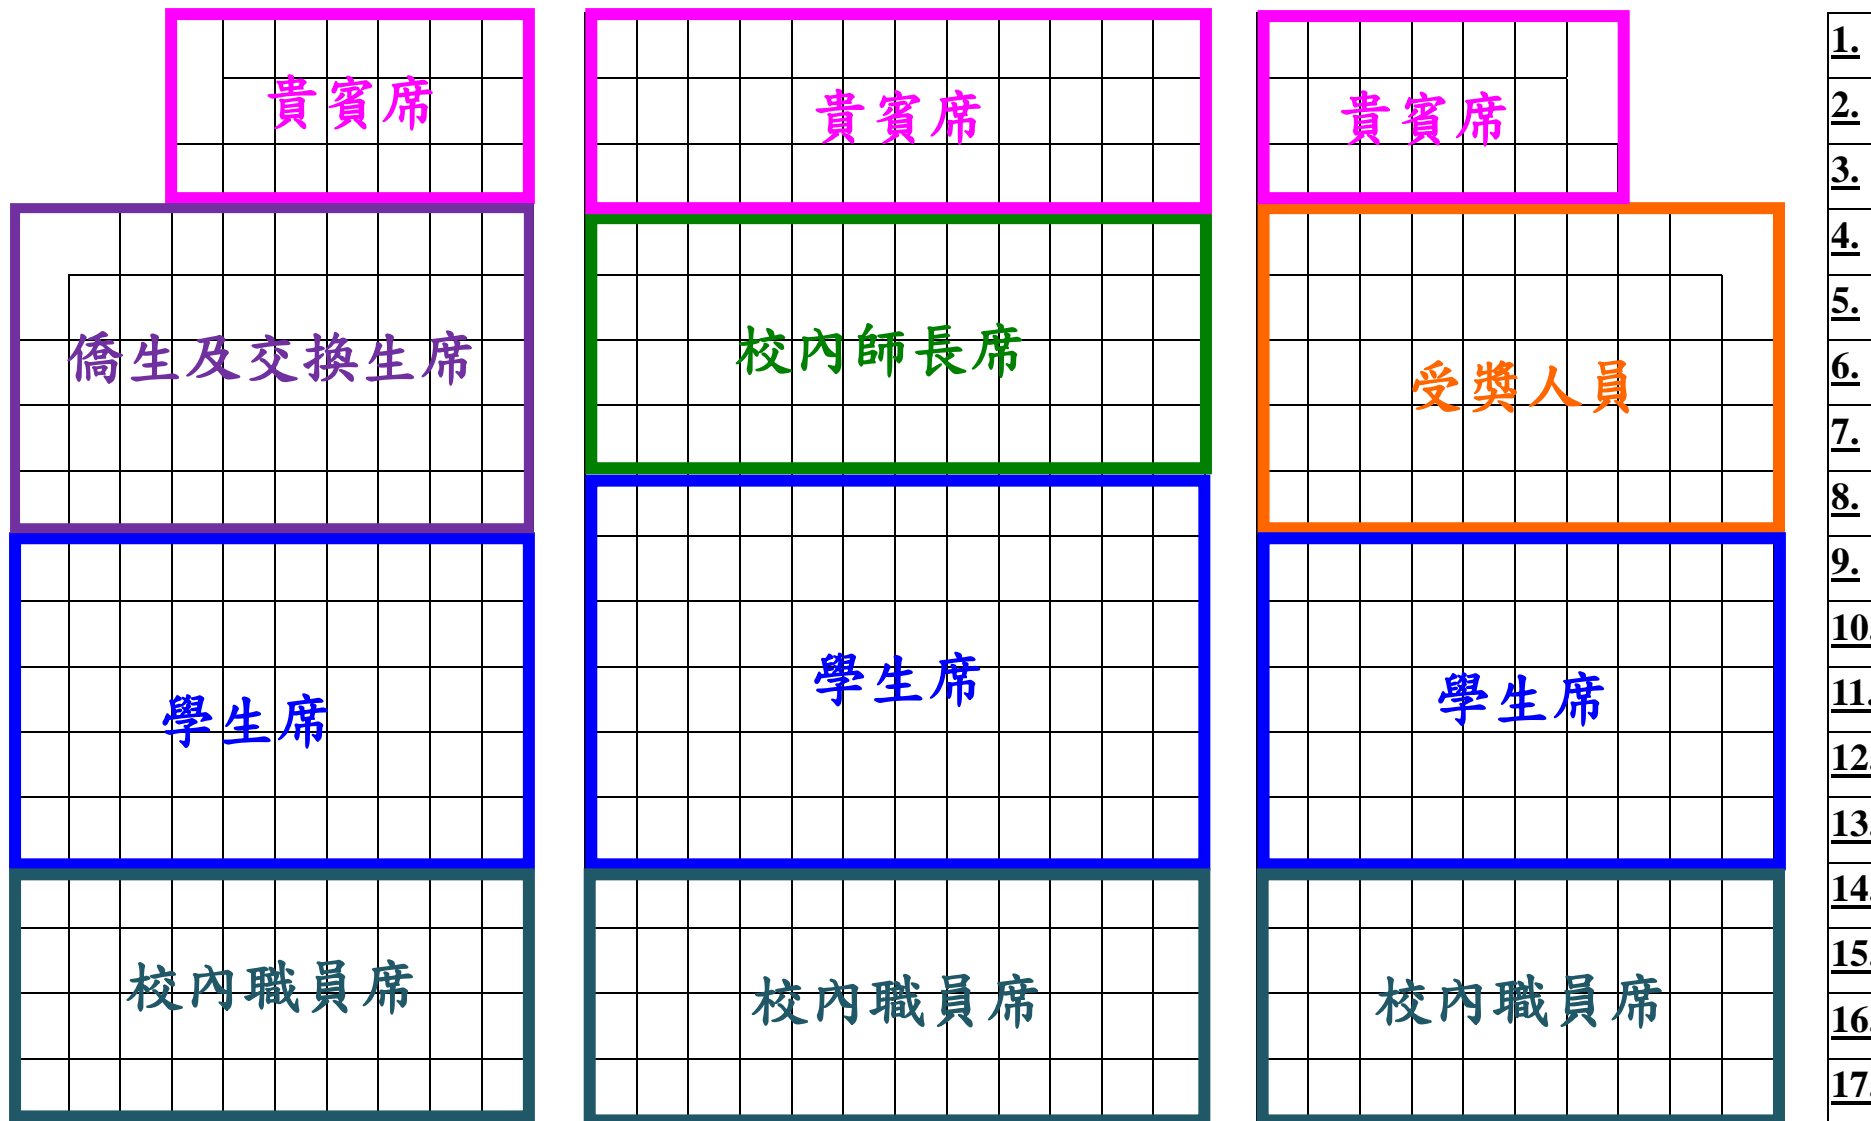 貴賓席
貴賓席
貴賓席
僑生及交換生席
校內師長席
受獎人員
學生席
學生席
學生席
校內職員席
校內職員席
校內職員席
1.
2.
3.
4.
5.
6.
7.
8.
9.
10.
11.
12.
13.
14.
15.
16.
17.